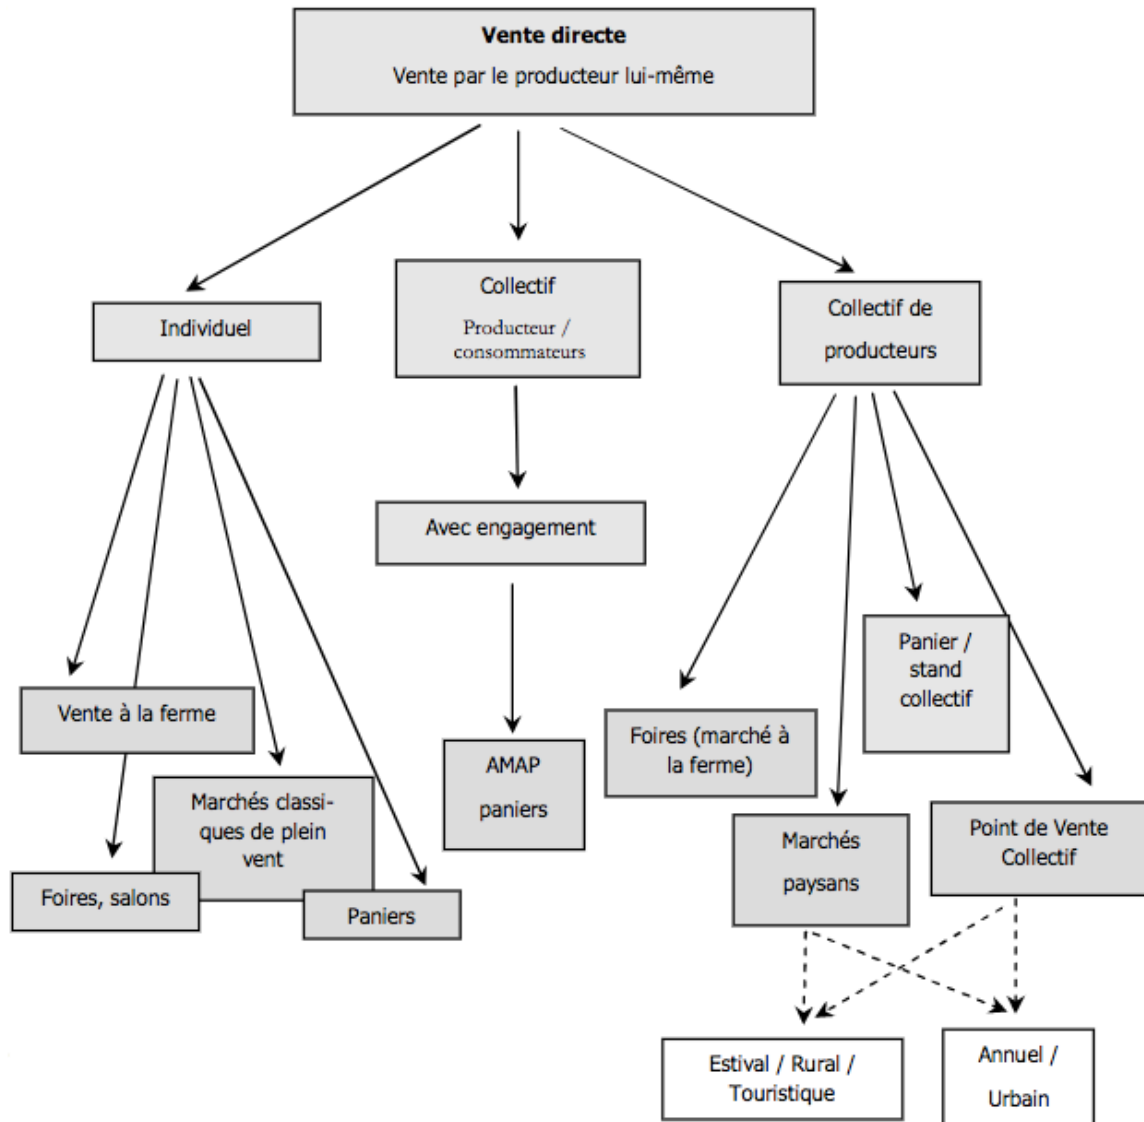 Vente directe
Vente par le producteur lui-même
Individuel
Collectif
Producteur /
consommateurs
Collectif de
producteurs
Avec engagement
Vente à la ferme
Marchés classi-
ques de plein
vent
Foires, salons
Paniers
AMAP
paniers
Foires (marché à
la ferme)
Panier /
stand
collectif
Marchés
paysans
Point de Vente
Collectif
Estival / Rural /
Touristique
Annuel /
Urbain